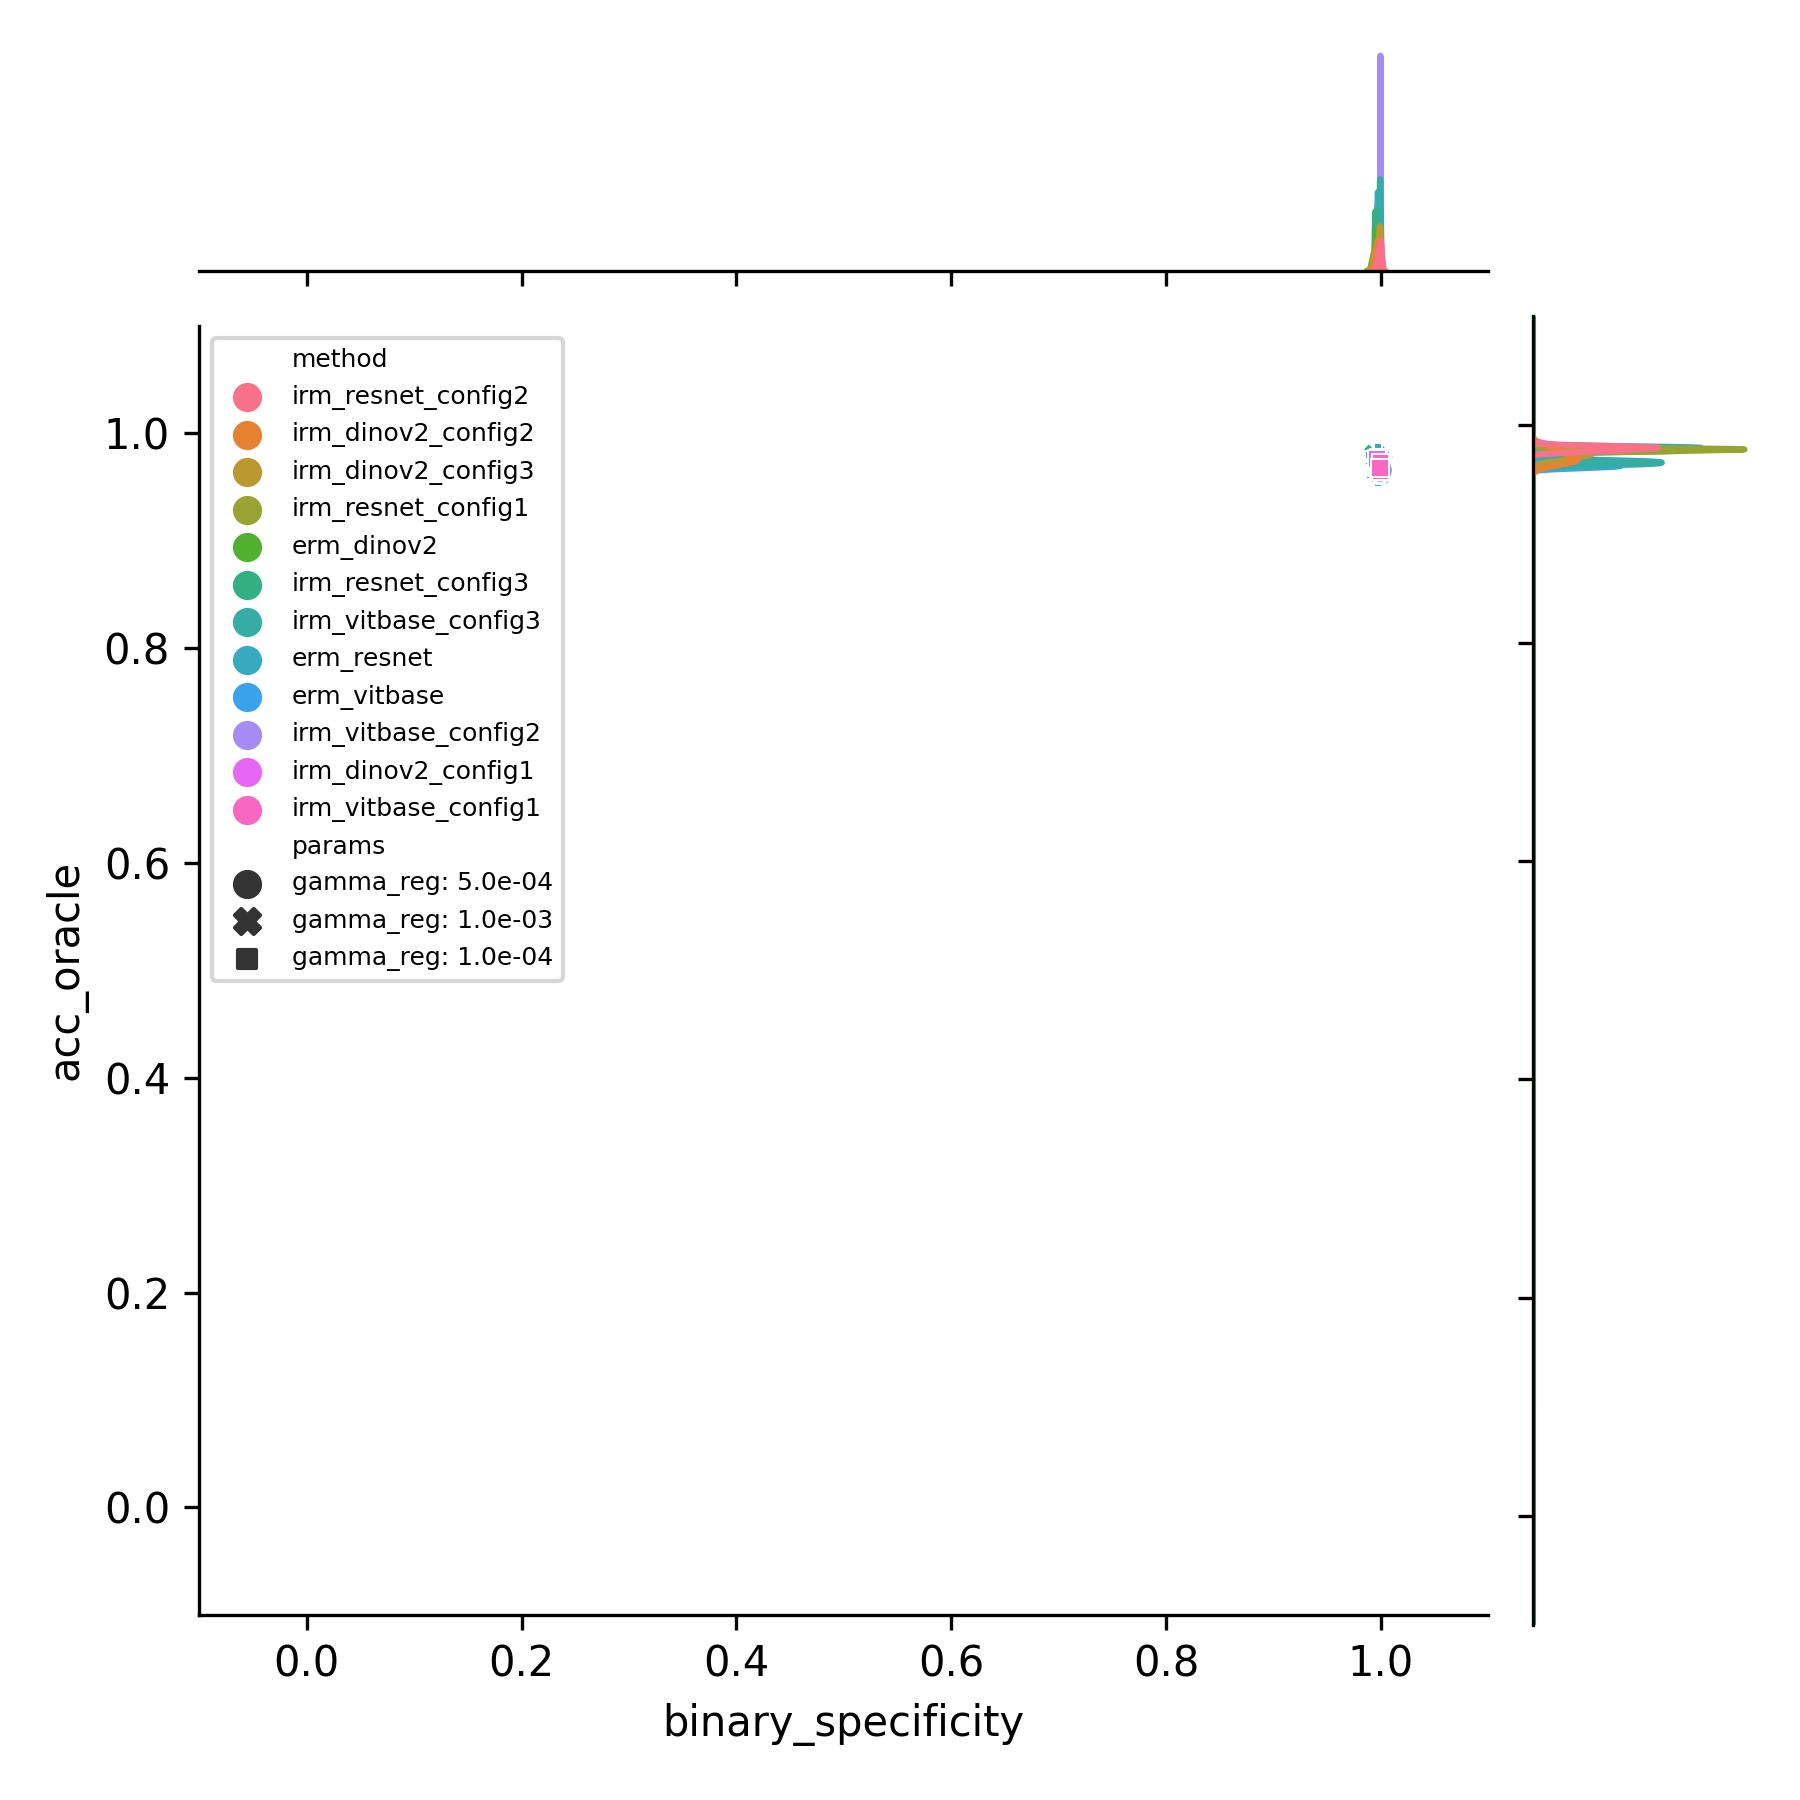 method
irm_resnet_config2
irm_dinov2_config2
irm_dinov2_config3
irm_resnet_config1
erm_dinov2
irm_resnet_config3
irm_vitbase_config3
erm_resnet
erm_vitbase
irm_vitbase_config2
irm_dinov2_config1
irm_vitbase_config1
params
gamma_reg: 5.0e-04
gamma_reg: 1.0e-03
gamma_reg: 1.0e-04
acc_oracle
1.0
0.8
0.6
0.4
0.2
0.0
0.0 0.2 0.4 0.6 0.8 1.0
binary_specificity